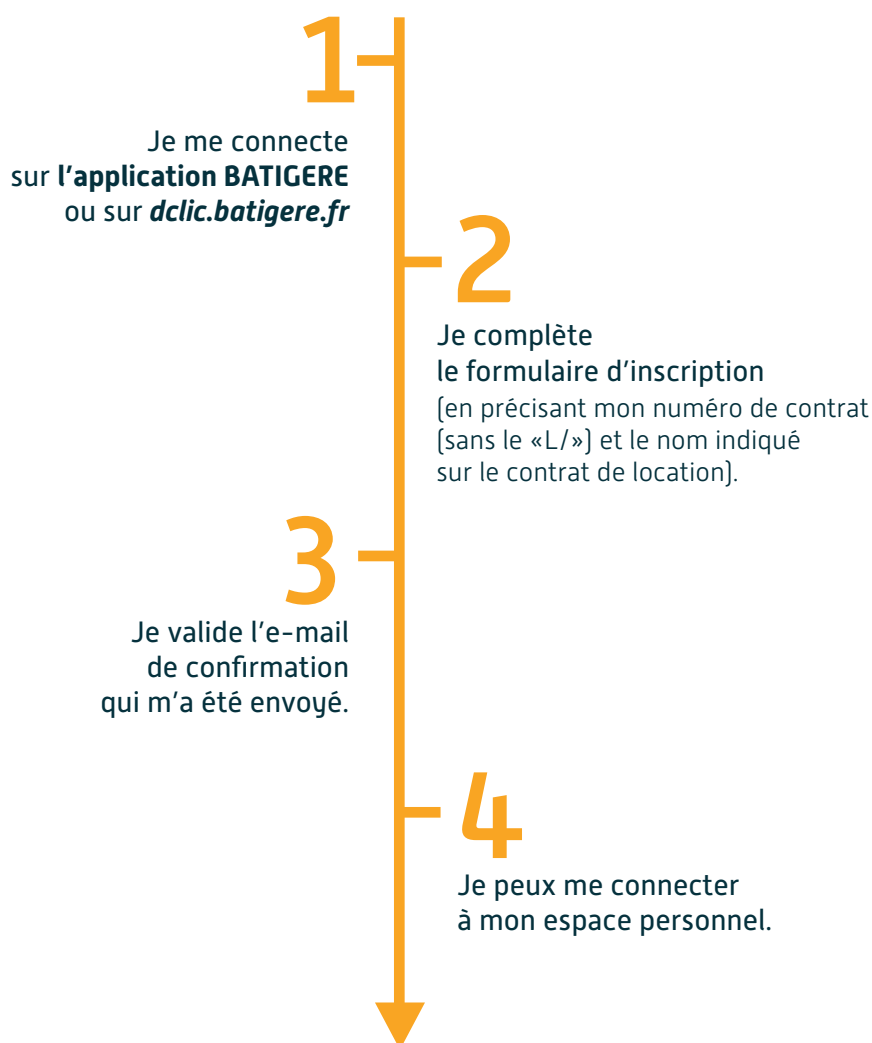 1
Je me connecte
sur l'application BATIGERE
ou sur dclic.batigere.fr
2
Je complète
le formulaire d'inscription
(en précisant mon numéro de contrat
(sans le «L/») et le nom indiqué
sur le contrat de location).
3
Je valide l'e-mail
de confirmation
qui m'a été envoyé.
4
Je peux me connecter
à mon espace personnel.